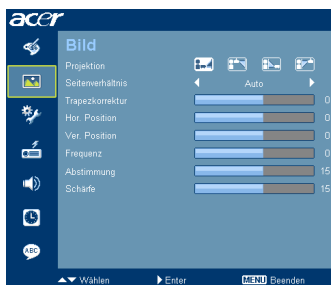 acer
Bild
Projektion
Seitenverhältnis Auto
Trapezkorrektur 0
Hor. Position 0
Ver. Position 0
Frequenz 0
Abstimmung 15
Schärfe 15
ABC
Wählen Enter MENU Beenden